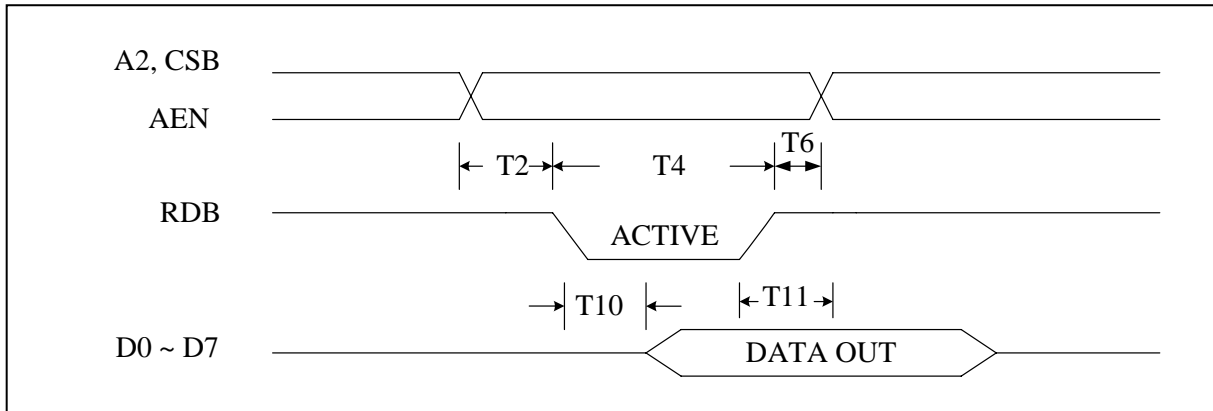 A2, CSB
AEN
T2
T4
T6
RDB
ACTIVE
T10
T11
D0 ~ D7
DATA OUT